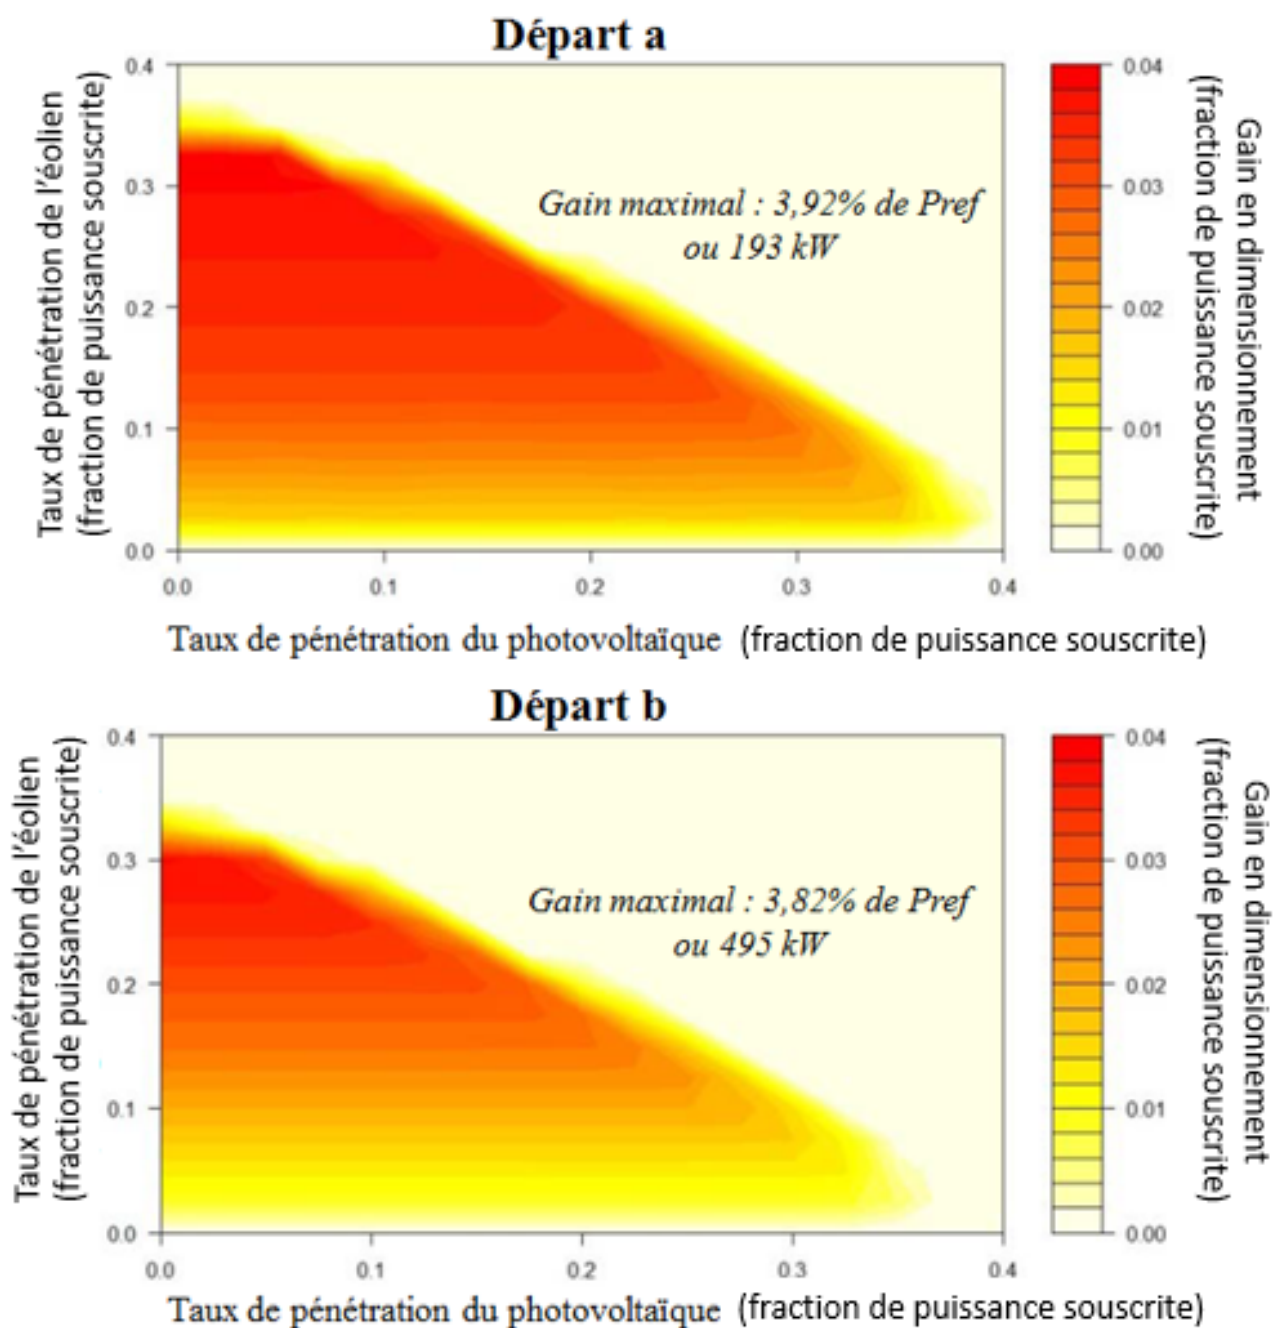 Départ a
Taux de pénétration de l'éolien
(fraction de puissance souscrite)
0.4
0.3
0.2
0.1
0.0
Gain maximal : 3,92% de Pref
ou 193 kW
0.0 0.1 0.2 0.3 0.4
Taux de pénétration du photovoltaïque (fraction de puissance souscrite)
0.04
0.03
0.02
0.01
0.00
Gain en dimensionnement
(fraction de puissance souscrite)
Départ b
Taux de pénétration de l'éolien
(fraction de puissance souscrite)
0.4
0.3
0.2
0.1
0.0
Gain maximal : 3,82% de Pref
ou 495 kW
0.0 0.1 0.2 0.3 0.4
Taux de pénétration du photovoltaïque (fraction de puissance souscrite)
0.04
0.03
0.02
0.01
0.00
Gain en dimensionnement
(fraction de puissance souscrite)